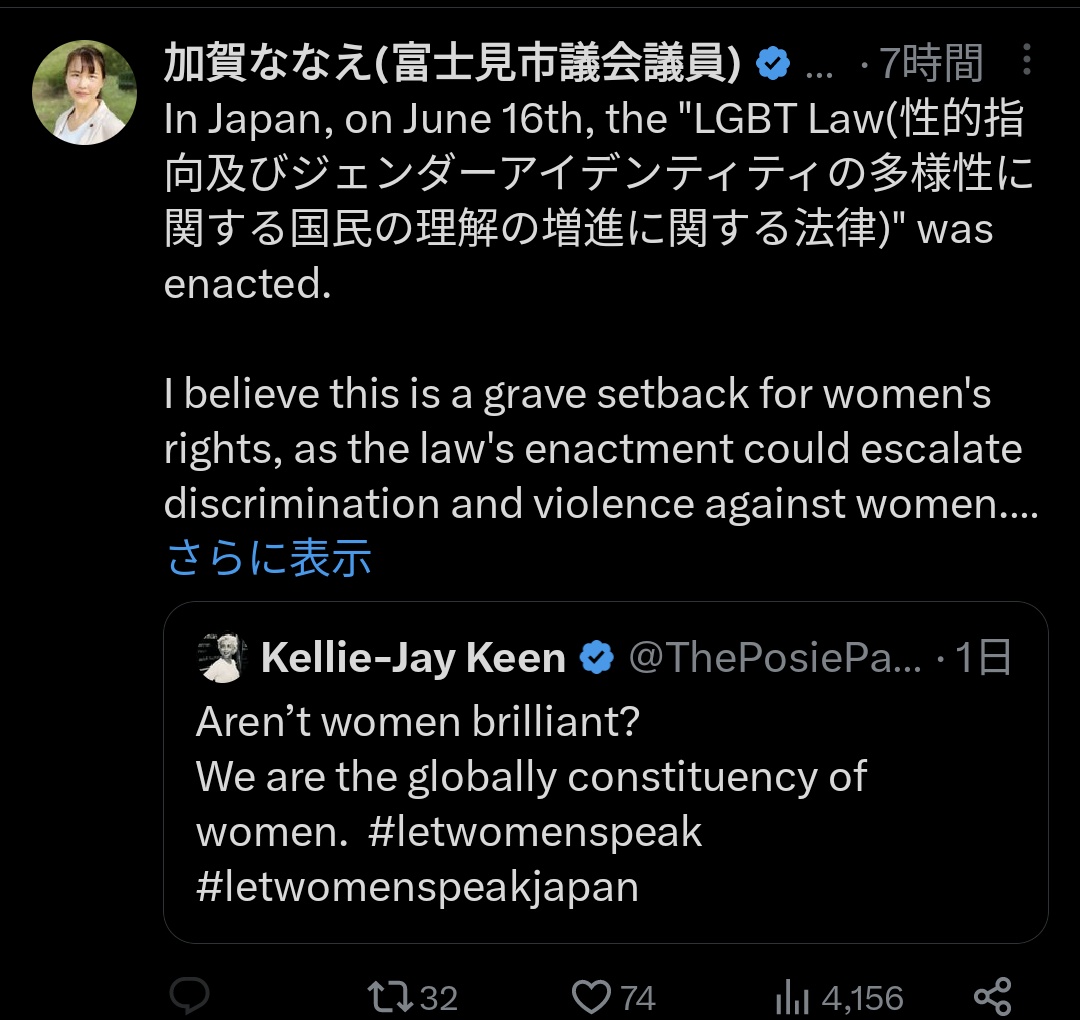 加賀ななえ(富士見市議会議員) ... ·7時間
In Japan, on June 16th, the "LGBT Law(性的指
向及びジェンダーアイデンティティの多様性に
関する国民の理解の増進に関する法律)" was
enacted.
I believe this is a grave setback for women's
rights, as the law's enactment could escalate
discrimination and violence against women....
さらに表示
Kellie-Jay Keen @ThePosiePa... · 1日
Aren’t women brilliant?
We are the globally constituency of
women. #letwomenspeak
#letwomenspeakjapan
32 74 4,156